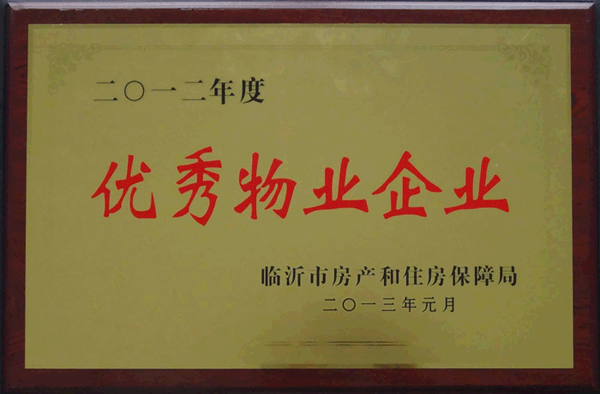 二〇一二年度
优秀物业企业
临沂市房产和住房保障局
二〇一三年元月